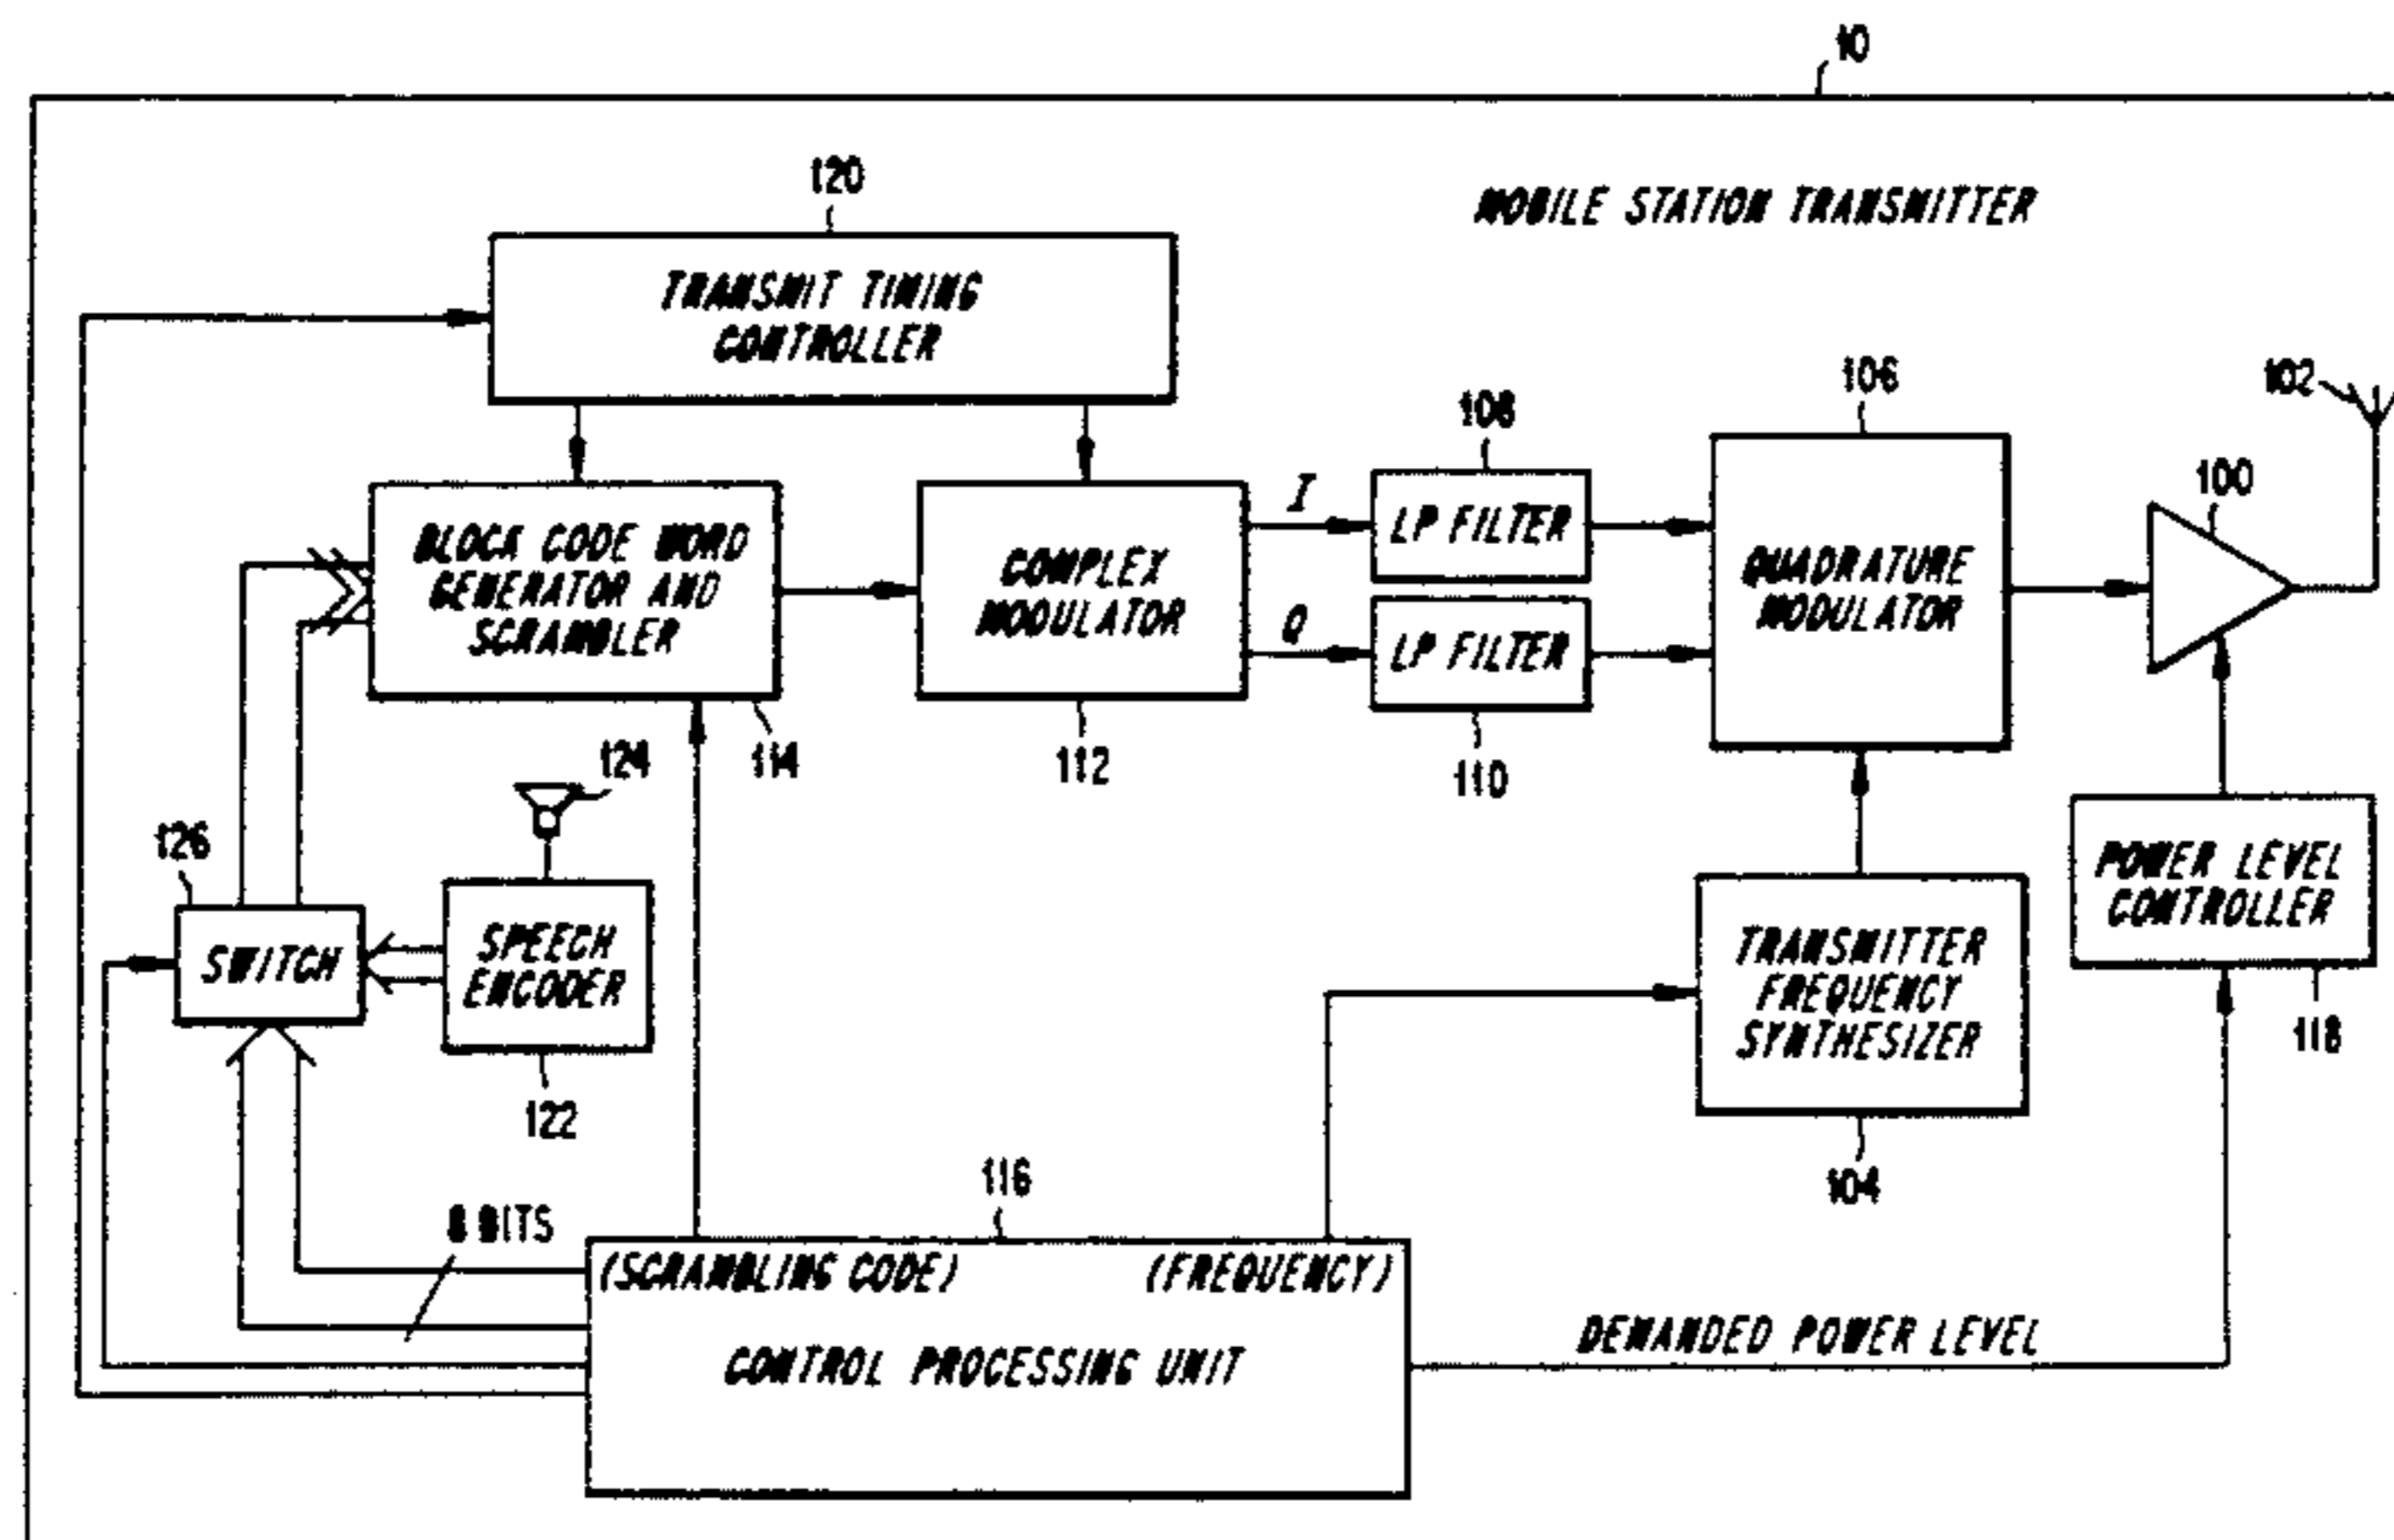 10
MOBILE STATION TRANSMITTER
120
TRANSMIT TIMING
CONTROLLER
108
106
102
I
LP FILTER
100
BLOCK CODE WORD
GENERATOR AND
SCRAMBLER
COMPLEX
MODULATOR
QUADRATURE
MODULATOR
Q
LP FILTER
114
112
110
124
126
SWITCH
SPEECH
ENCODER
122
POWER LEVEL
CONTROLLER
118
TRANSMITTER
FREQUENCY
SYNTHESIZER
104
116
8 BITS
(SCRAMBLING CODE)
(FREQUENCY)
CONTROL PROCESSING UNIT
DEMANDED POWER LEVEL